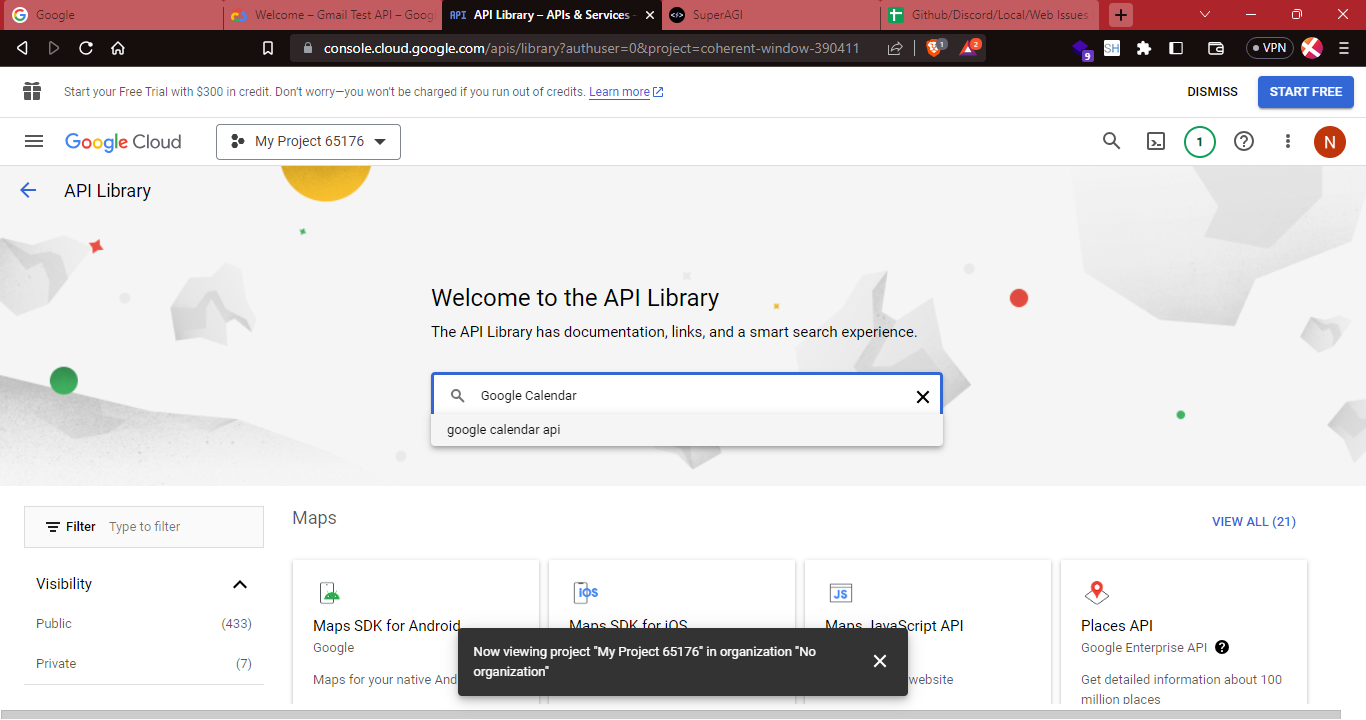 Google
Welcome – Gmail Test API – Goog
API API Library – APIs & Services -
SuperAGI
Github/Discord/Local/Web Issues
console.cloud.google.com/apis/library?authuser=0&project=coherent-window-390411
1
2
9
SH
VPN
Start your Free Trial with $300 in credit. Don't worry—you won't be charged if you run out of credits. Learn more
DISMISS
START FREE
Google Cloud
My Project 65176
1
N
API Library
Welcome to the API Library
The API Library has documentation, links, and a smart search experience.
Google Calendar
google calendar api
Filter Type to filter
Maps
VIEW ALL (21)
Visibility
Public (433)
Private (7)
Maps SDK for Android
Google
Maps for your native And
iOS
Maps SDK for iOS
JS
Maps JavaScript API
website
Places API
Google Enterprise API
Get detailed information about 100
million places
Now viewing project "My Project 65176" in organization "No
organization"